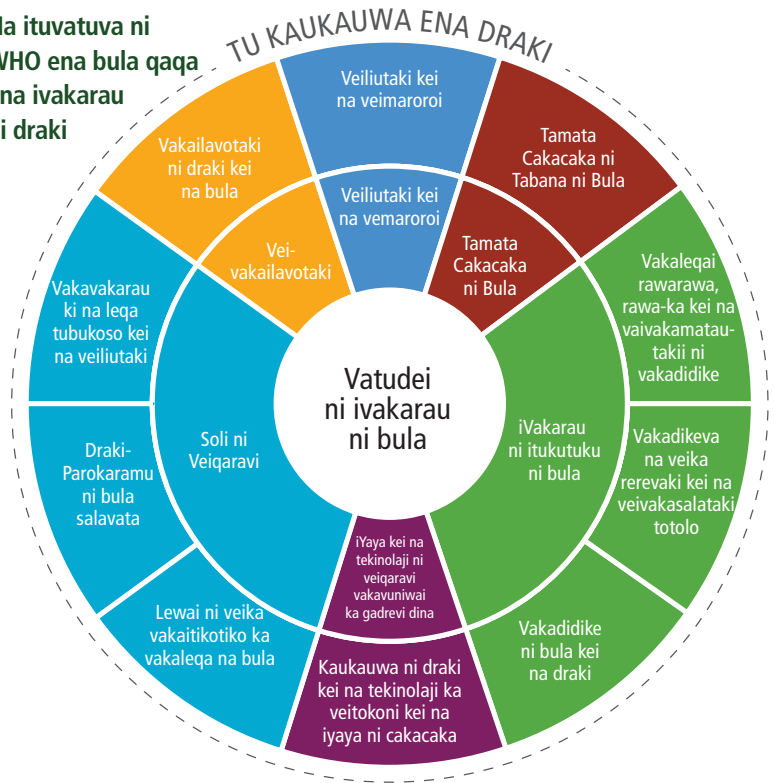 ituvatuva ni
WHO ena bula qaqa
na ivakarau
ni draki
TU KAUKAUWA ENA DRAKI
Veiliutaki kei
na veimaroroi
Tamata
Cakacaka ni
Tabana ni Bula
Vakaleqai
rawarawa,
rawa-ka kei na
vaivakamatau-
takii ni
vakadidike
Vakadikeva
na veika
rerevaki kei na
veivakasalataki
totolo
Vakadidike
ni bula kei
na draki
Kaukauwa ni draki
kei na tekinolaji ka
veitokoni kei na
iyaya ni cakacaka
Lewai ni veika
vakaitikotiko ka
vakaleqa na bula
Draki-
Parokaramu
ni bula
salavata
Vakavakarau
ki na leqa
tubukoso kei
na veiliutaki
Vakailavotaki
ni draki kei
na bula
Veiliutaki kei
na vemaroroi
Tamata
Cakacaka
ni Bula
iVakarau
ni itukutuku
ni bula
iYaya kei na
tekinolaji ni
veiqaravi
vakavuniwai
ka gadrevi dina
Soli ni
Veiqaravi
Vei-
vakailavotaki
Vatudei
ni ivakarau
ni bula